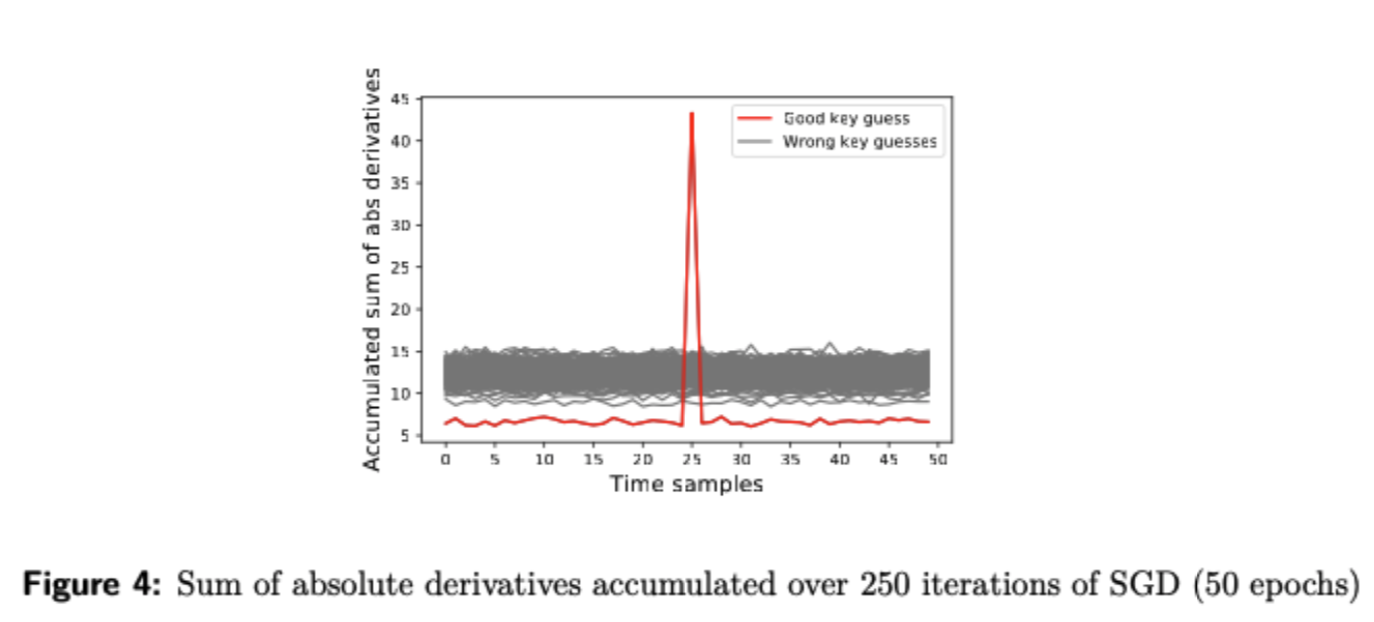 Accumulated sum of abs derivatives
45
40
35
30
25
20
15
10
5
Good key guess
Wrong key guesses
0 5 10 15 20 25 30 35 40 45 50
Time samples
Figure 4: Sum of absolute derivatives accumulated over 250 iterations of SGD (50 epochs)